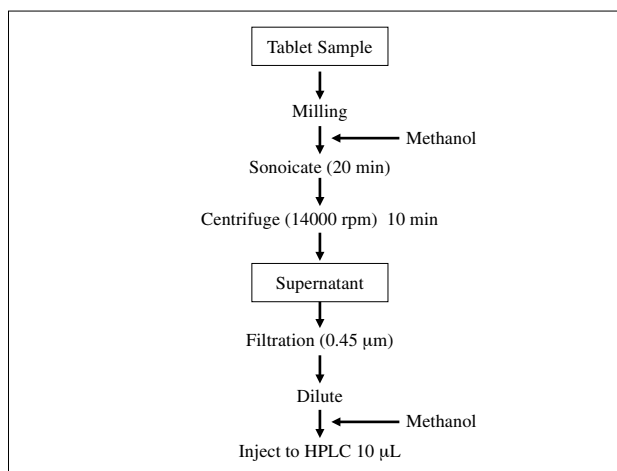 Tablet Sample
Milling
Methanol
Sonoicate (20 min)
Centrifuge (14000 rpm) 10 min
Supernatant
Filtration (0.45 μm)
Dilute
Methanol
Inject to HPLC 10 μL